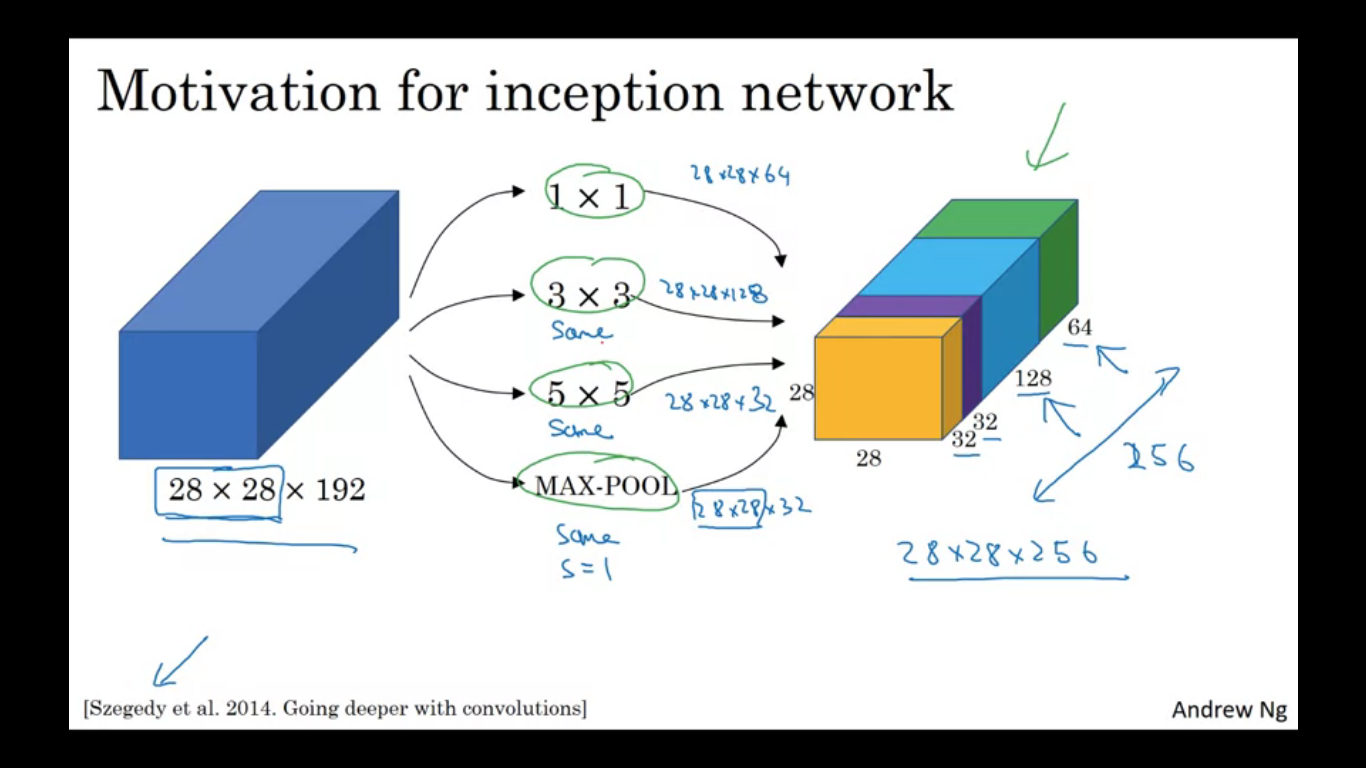 Motivation for inception network
1 × 1
28×28×64
3 × 3
Same
28×28×128
5 × 5
Same
28×28×32
MAX-POOL
Same
s=1
28×28×32
28 × 28 × 192
28
28
32
32
128
64
256
28×28×256
[Szegedy et al. 2014. Going deeper with convolutions]
Andrew Ng